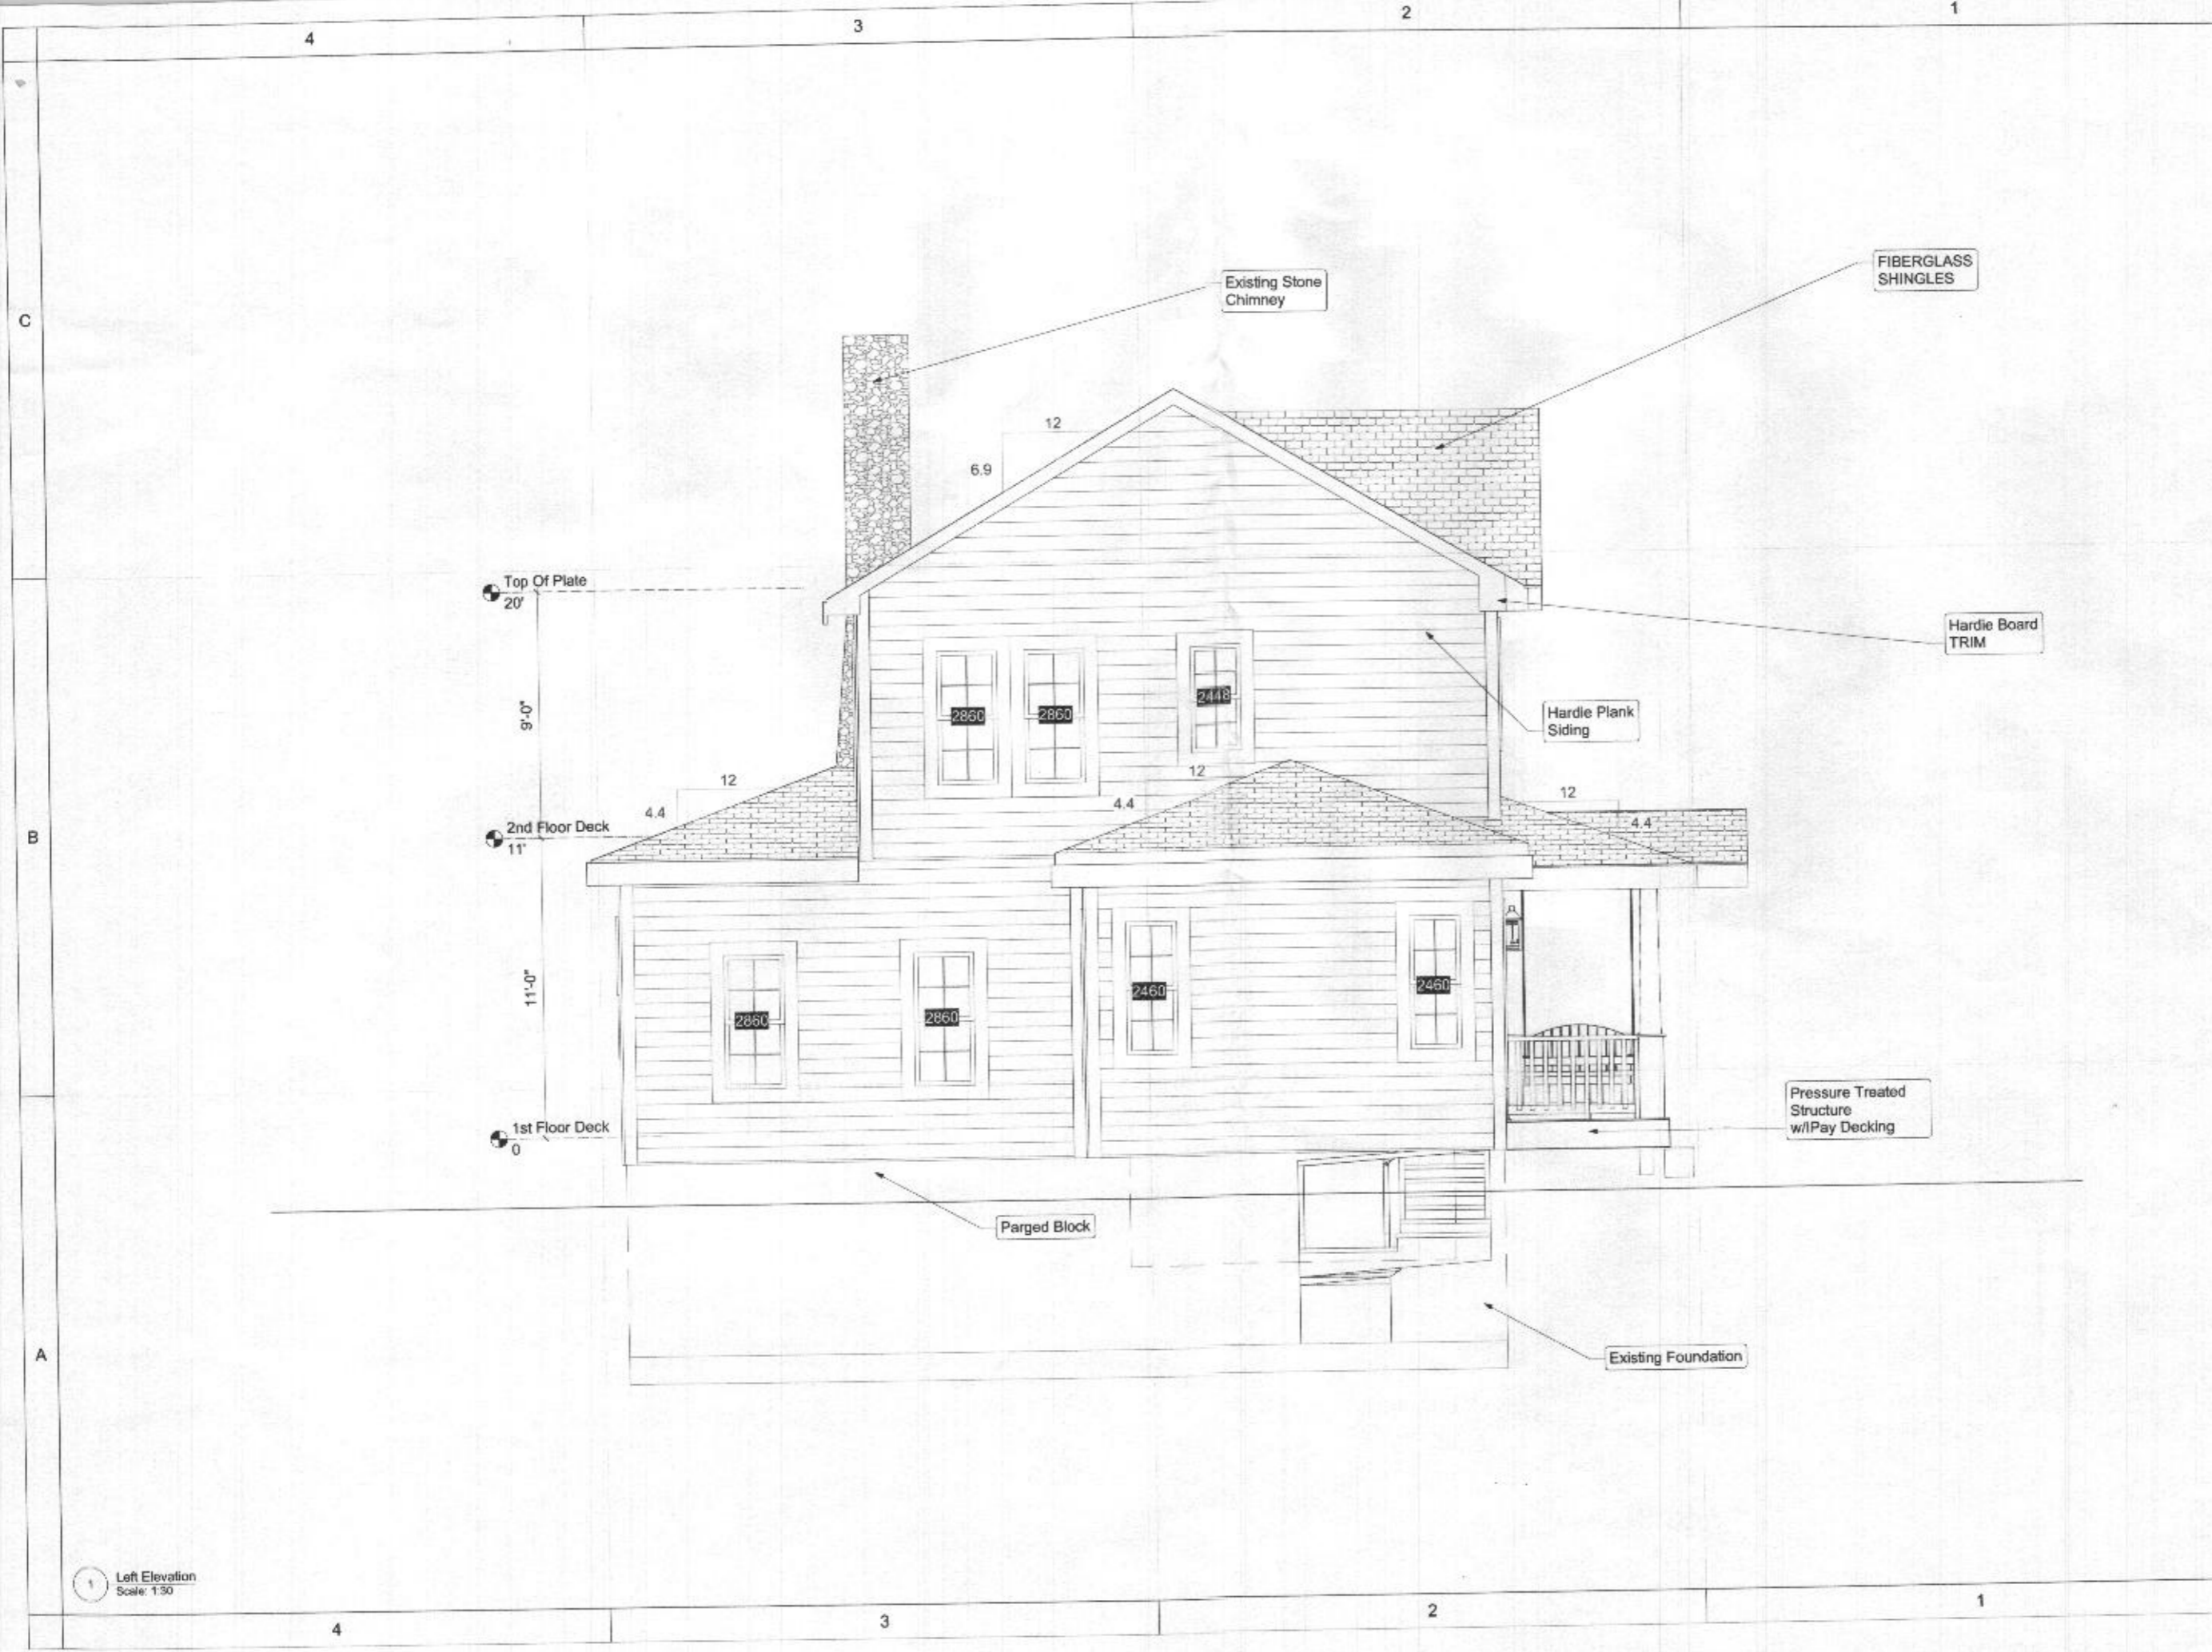 4
3
2
1
C
B
A
FIBERGLASS
SHINGLES
Existing Stone
Chimney
12
6.9
Top Of Plate
20'
Hardie Board
TRIM
9'-0"
2860
2860
2448
Hardie Plank
Siding
12
4.4
12
4.4
12
4.4
2nd Floor Deck
11'
11'-0"
2860
2860
2460
2460
Pressure Treated
Structure
w/IPay Decking
1st Floor Deck
0
Parged Block
Existing Foundation
1
Left Elevation
Scale: 1:30
4
3
2
1